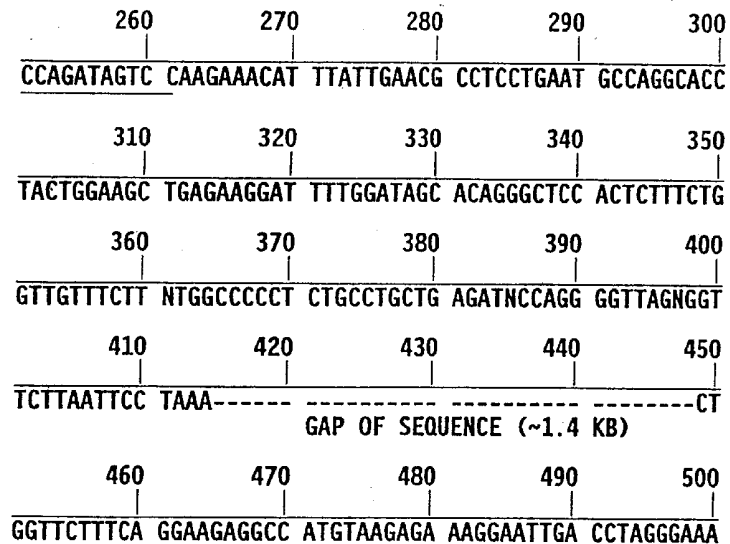 260 270 280 290 300
CCAGATAGTC CAAGAAACAT TTATTGAACG CCTCCTGAAT GCCAGGCACC
310 320 330 340 350
TACTGGAAGC TGAGAAGGAT TTTGGATAGC ACAGGGCTCC ACTCTTTCTG
360 370 380 390 400
GTTGTTTCTT NTGGCCCCCT CTGCCTGCTG AGATNCCAGG GGTTAGNGGT
410 420 430 440 450
TCTTAATTCC TAAA------ ---------- ---------- --------CT
GAP OF SEQUENCE (~1.4 KB)
460 470 480 490 500
GGTTCTTTCA GGAAGAGGCC ATGTAAGAGA AAGGAATTGA CCTAGGGAAA